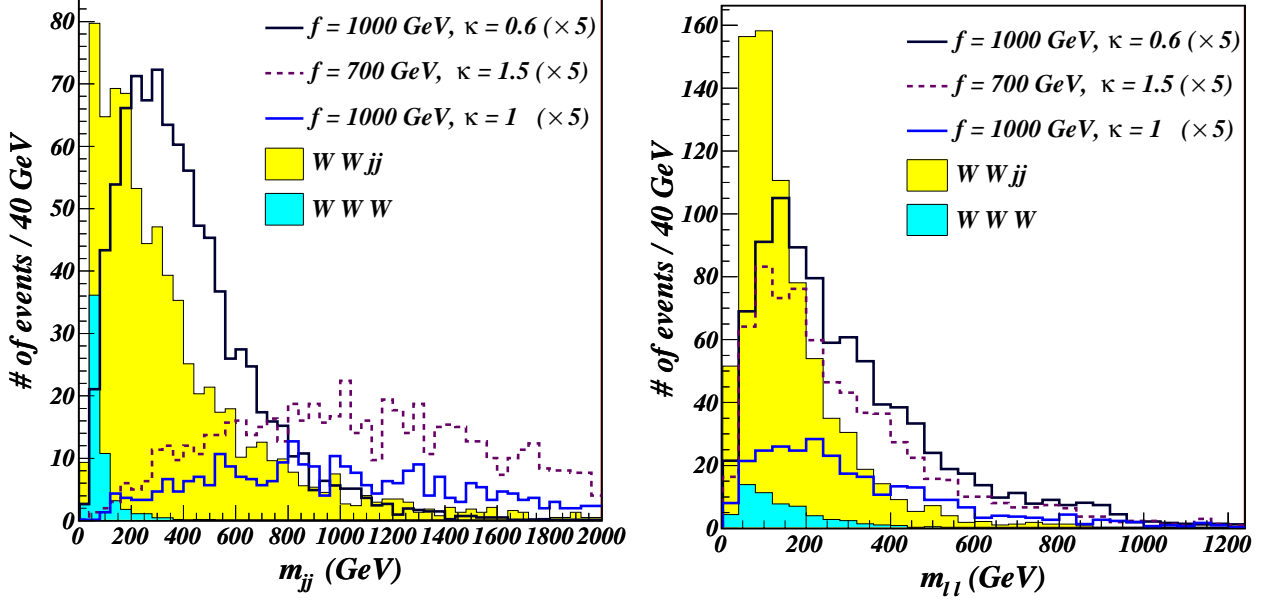 f = 1000 GeV, κ = 0.6 (× 5)
f = 700 GeV, κ = 1.5 (× 5)
f = 1000 GeV, κ = 1 (× 5)
W W jj
W W W
# of events / 40 GeV
80
70
60
50
40
30
20
10
0
0 200 400 600 800 1000 1200 1400 1600 1800 2000
m_jj (GeV)
f = 1000 GeV, κ = 0.6 (× 5)
f = 700 GeV, κ = 1.5 (× 5)
f = 1000 GeV, κ = 1 (× 5)
W W jj
W W W
# of events / 40 GeV
160
140
120
100
80
60
40
20
0
0 200 400 600 800 1000 1200
m_l l (GeV)